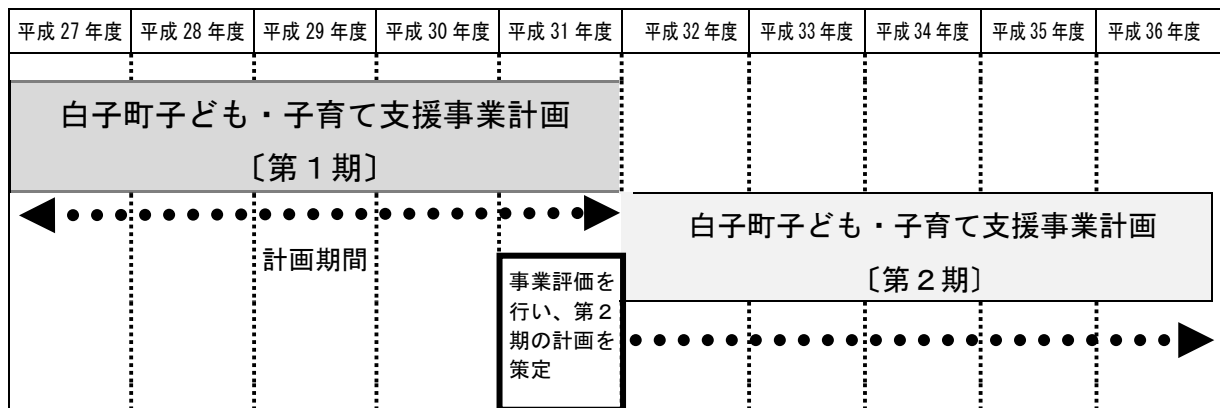 平成27年度 平成28年度 平成29年度 平成30年度 平成31年度 平成32年度 平成33年度 平成34年度 平成35年度 平成36年度
白子町子ども・子育て支援事業計画
〔第1期〕
計画期間
事業評価を
行い、第2
期の計画を
策定
白子町子ども・子育て支援事業計画
〔第2期〕